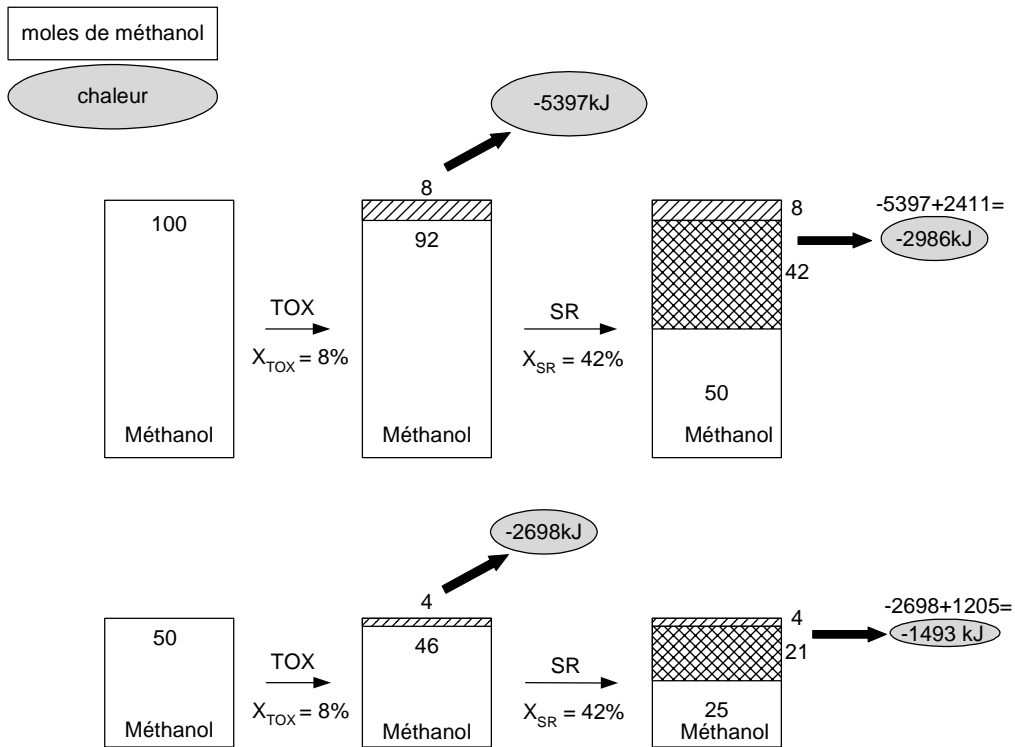 moles de méthanol
chaleur
-5397kJ
8
100
92
8
-5397+2411=
-2986kJ
42
TOX
X_TOX = 8%
SR
X_SR = 42%
50
Méthanol
Méthanol
Méthanol
-2698kJ
4
50
46
4
-2698+1205=
-1493 kJ
21
TOX
X_TOX = 8%
SR
X_SR = 42%
25
Méthanol
Méthanol
Méthanol